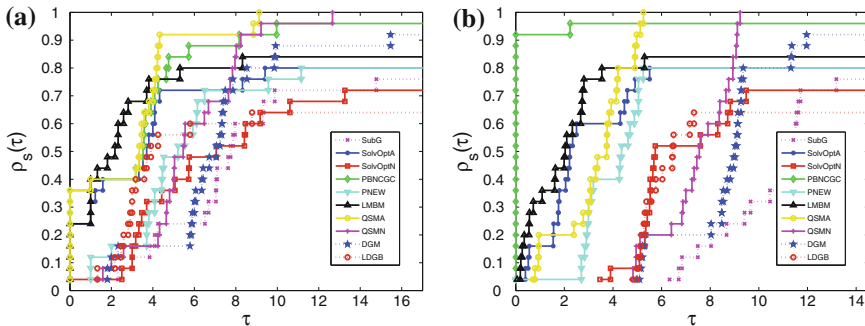 (a)
ρs(τ)
1
0.9
0.8
0.7
0.6
0.5
0.4
0.3
0.2
0.1
0
0 2 4 6 8 10 12 14 16
τ
SubG
SolvOptA
SolvOptN
PBNCGC
PNEW
LMBM
QSMA
QSMN
DGM
LDGB
(b)
ρs(τ)
1
0.9
0.8
0.7
0.6
0.5
0.4
0.3
0.2
0.1
0
0 2 4 6 8 10 12 14
τ
SubG
SolvOptA
SolvOptN
PBNCGC
PNEW
LMBM
QSMA
QSMN
DGM
LDGB